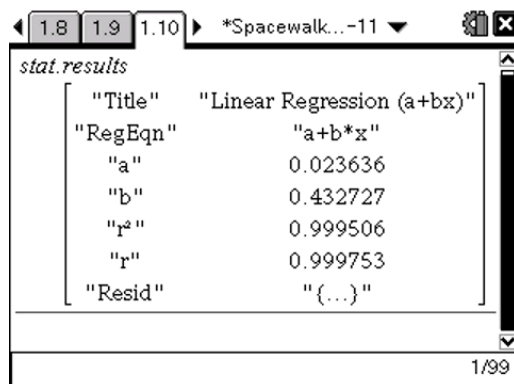 1.8 1.9 1.10 *Spacewalk...-11
stat.results
"Title" "Linear Regression (a+bx)"
"RegEqn" "a+b*x"
"a" 0.023636
"b" 0.432727
"r²" 0.999506
"r" 0.999753
"Resid" "{...}"
1/99